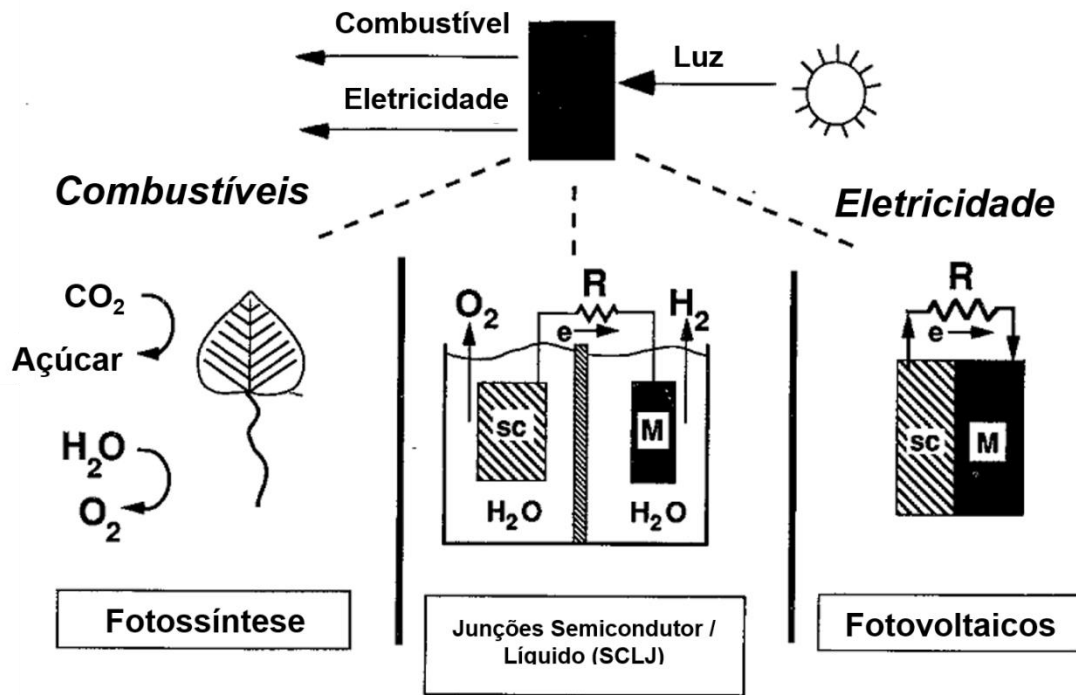 Combustível
Luz
Eletricidade
Combustíveis
Eletricidade
CO₂
Açúcar
H₂O
O₂
Fotossíntese
O₂
R
H₂
e
sc
M
H₂O H₂O
Junções Semicondutor /
Líquido (SCLJ)
R
e
sc M
Fotovoltaicos